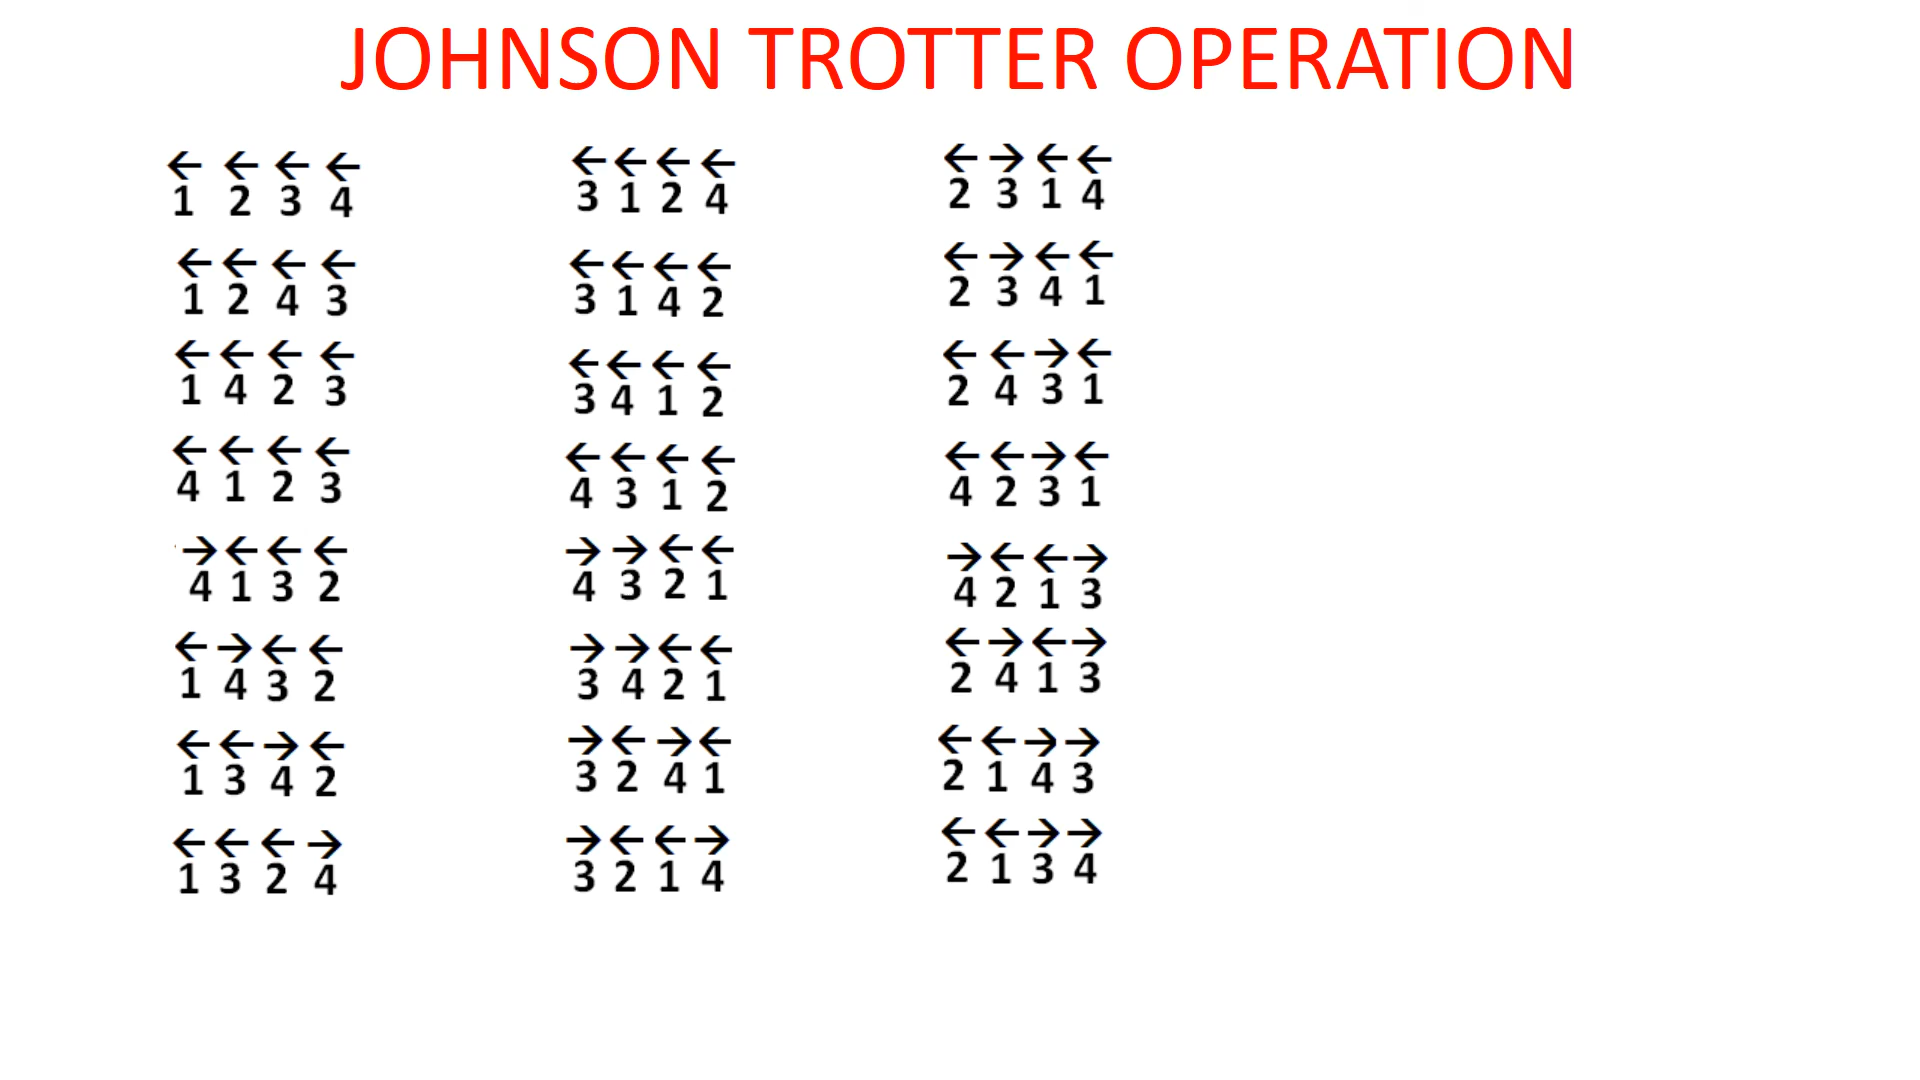 JOHNSON TROTTER OPERATION
← ← ← ←
1 2 3 4
← ← ← ←
1 2 4 3
← ← ← ←
1 4 2 3
← ← ← ←
4 1 2 3
→ ← ← ←
4 1 3 2
← → ← ←
1 4 3 2
← ← → ←
1 3 4 2
← ← ← →
1 3 2 4
← ← ← ←
3 1 2 4
← ← ← ←
3 1 4 2
← ← ← ←
3 4 1 2
← ← ← ←
4 3 1 2
→ → ← ←
4 3 2 1
→ → ← ←
3 4 2 1
→ ← → ←
3 2 4 1
→ ← ← →
3 2 1 4
← → ← ←
2 3 1 4
← → ← ←
2 3 4 1
← ← → ←
2 4 3 1
← ← → ←
4 2 3 1
→ ← ← →
4 2 1 3
← → ← →
2 4 1 3
← ← → →
2 1 4 3
← ← → →
2 1 3 4